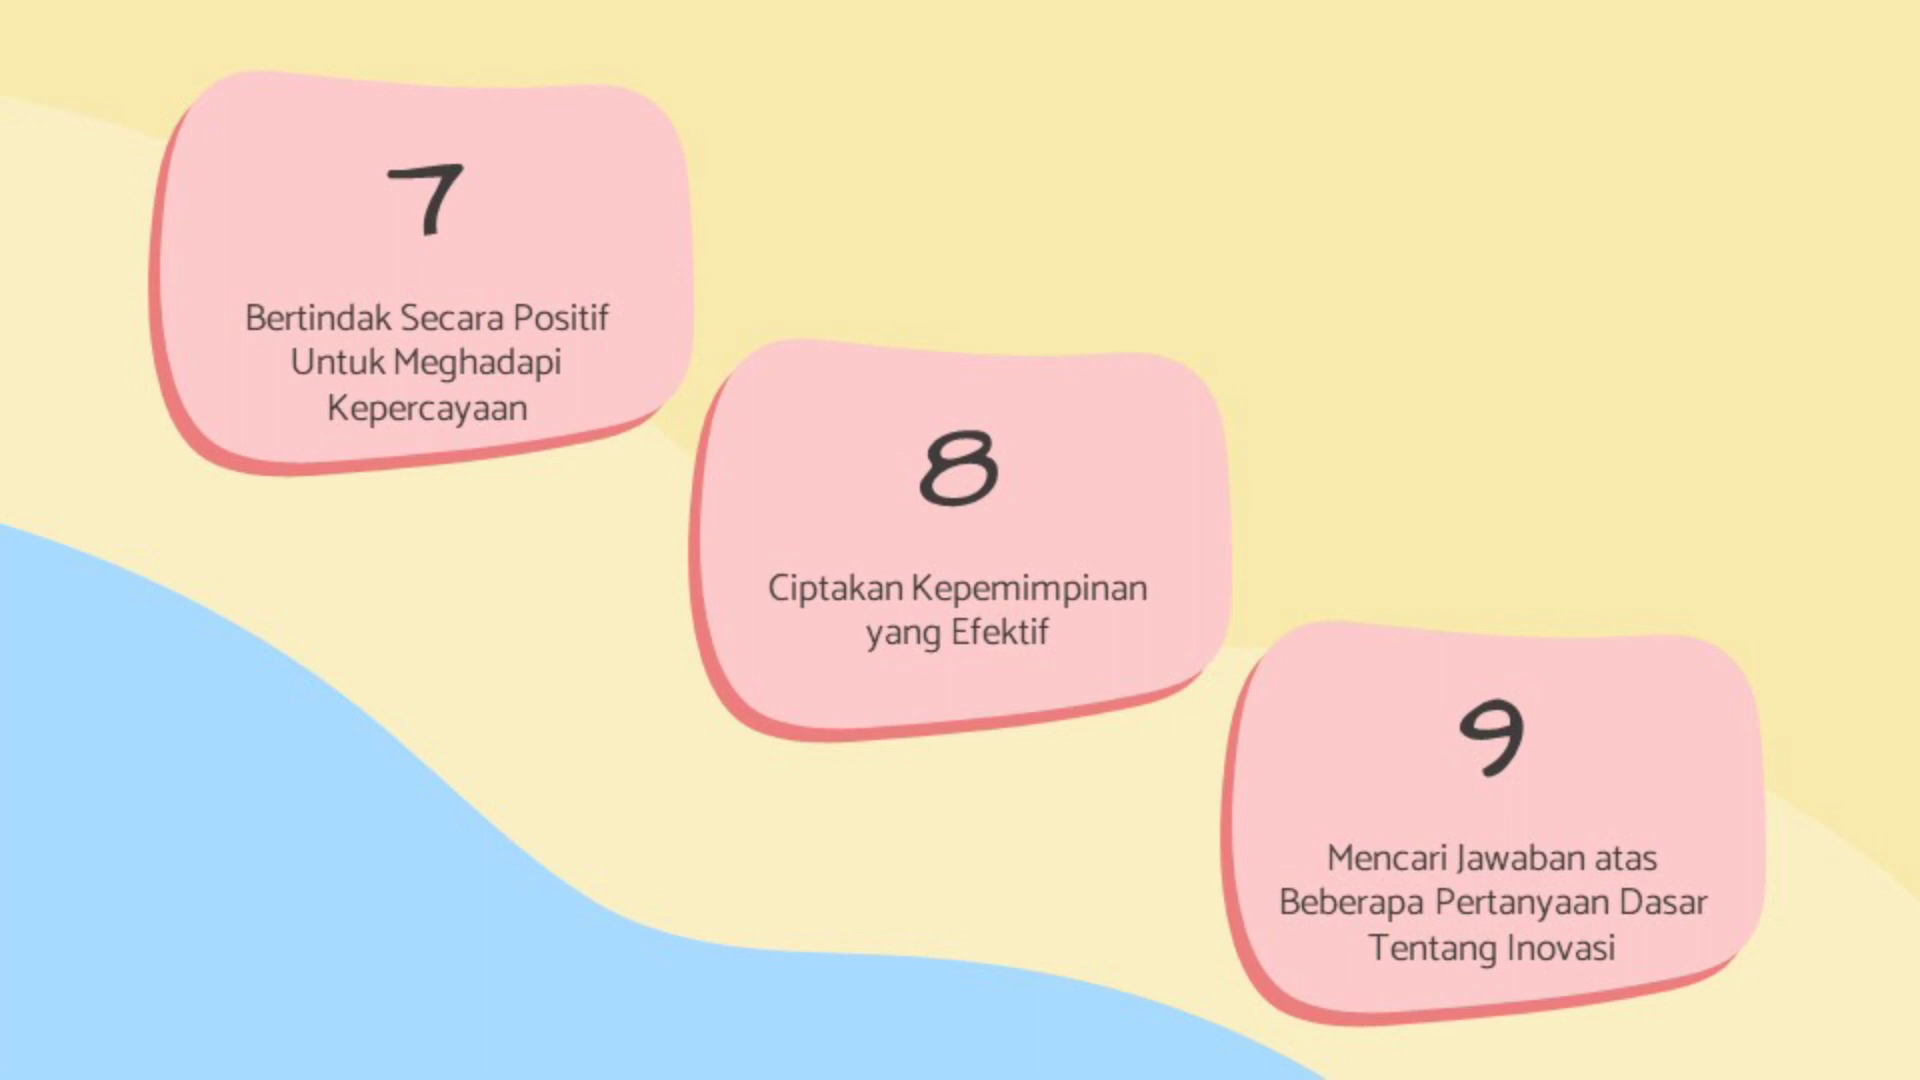 7
Bertindak Secara Positif
Untuk Meghadapi
Kepercayaan
8
Ciptakan Kepemimpinan
yang Efektif
9
Mencari Jawaban atas
Beberapa Pertanyaan Dasar
Tentang Inovasi